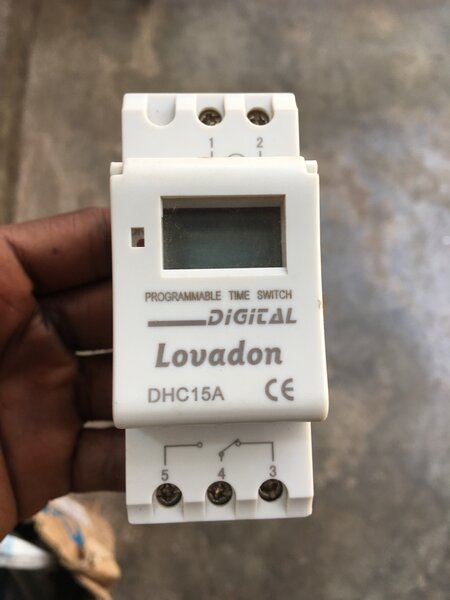 1 2
PROGRAMMABLE TIME SWITCH
DiGiTAL
Lovadon
DHC15A CE
5 4 3